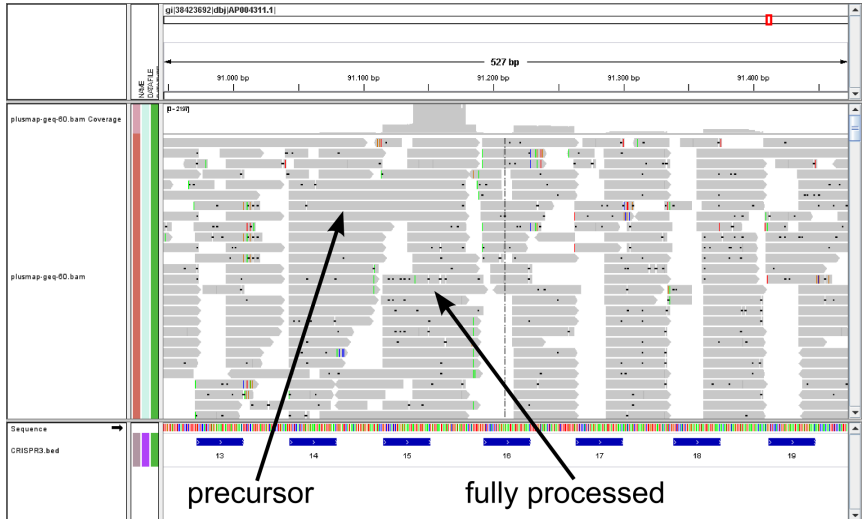 gi|38423692|dbj|AP004311.1|
527 bp
91.000 bp 91.100 bp 91.200 bp 91.300 bp 91.400 bp
NAME
DATA FILE
[0 - 2197]
plusmap-geq-60.bam Coverage
plusmap-geq-60.bam
Sequence
CRISPR3.bed
13 14 15 16 17 18 19
precursor fully processed